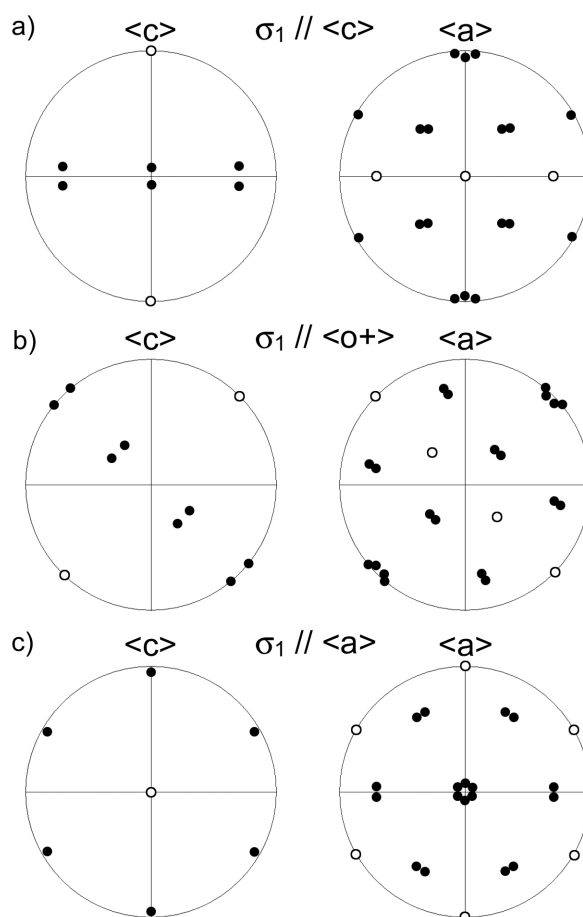 a) <c> σ₁ // <c> <a>
b) <c> σ₁ // <o+> <a>
c) <c> σ₁ // <a> <a>